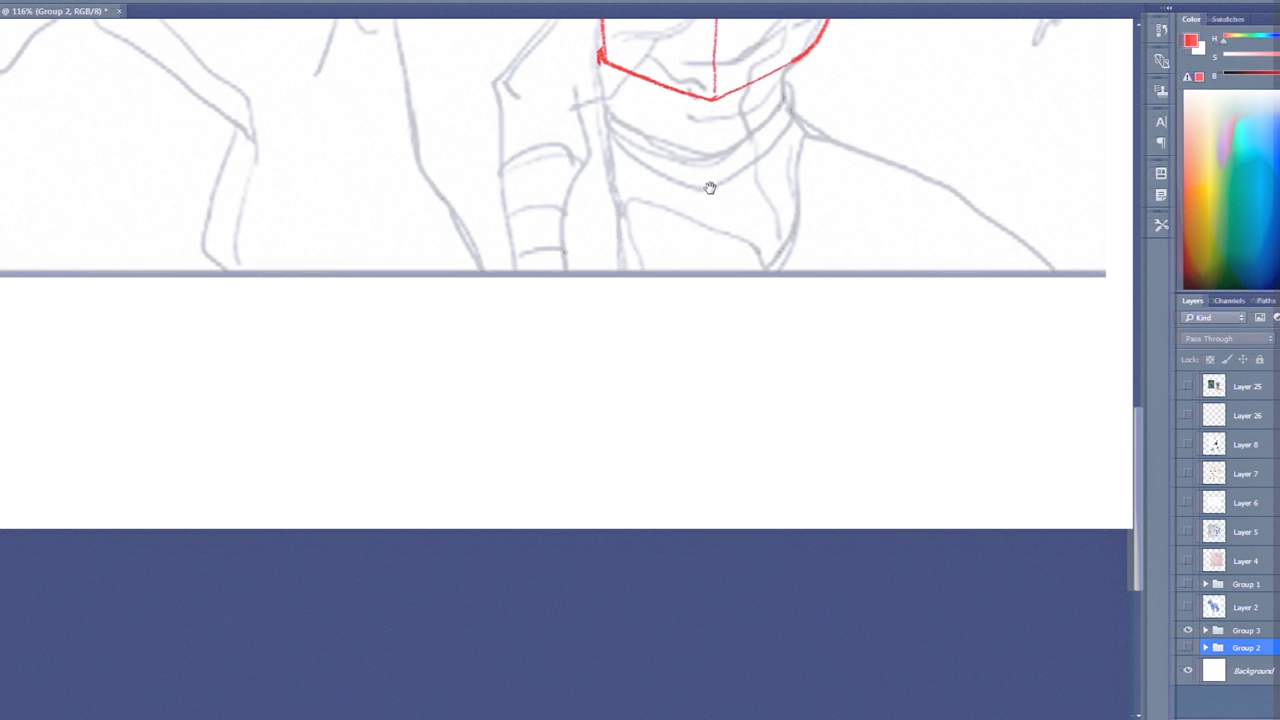 @ 116% (Group 2, RGB/8) * ×
Color Swatches
H
S
B
A
Layers Channels Paths
Kind
Pass Through
Lock:
Layer 25
Layer 26
Layer 8
Layer 7
Layer 6
Layer 5
Layer 4
Group 1
Layer 2
Group 3
Group 2
Background